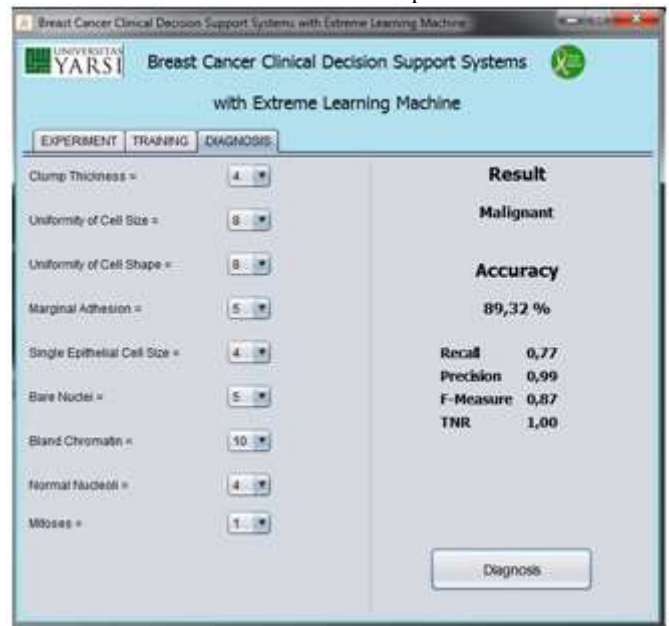 Breast Cancer Clinical Decision Support Systems with Extreme Learning Machine
UNIVERSITAS
YARSI
Breast Cancer Clinical Decision Support Systems
with Extreme Learning Machine
EXPERIMENT TRAINING DIAGNOSIS
Clump Thickness = 4
Uniformity of Cell Size = 8
Uniformity of Cell Shape = 8
Marginal Adhesion = 5
Single Epithelial Cell Size = 4
Bare Nuclei = 5
Bland Chromatin = 10
Normal Nucleoli = 4
Mitoses = 1
Result
Malignant
Accuracy
89,32 %
Recall 0,77
Precision 0,99
F-Measure 0,87
TNR 1,00
Diagnosis